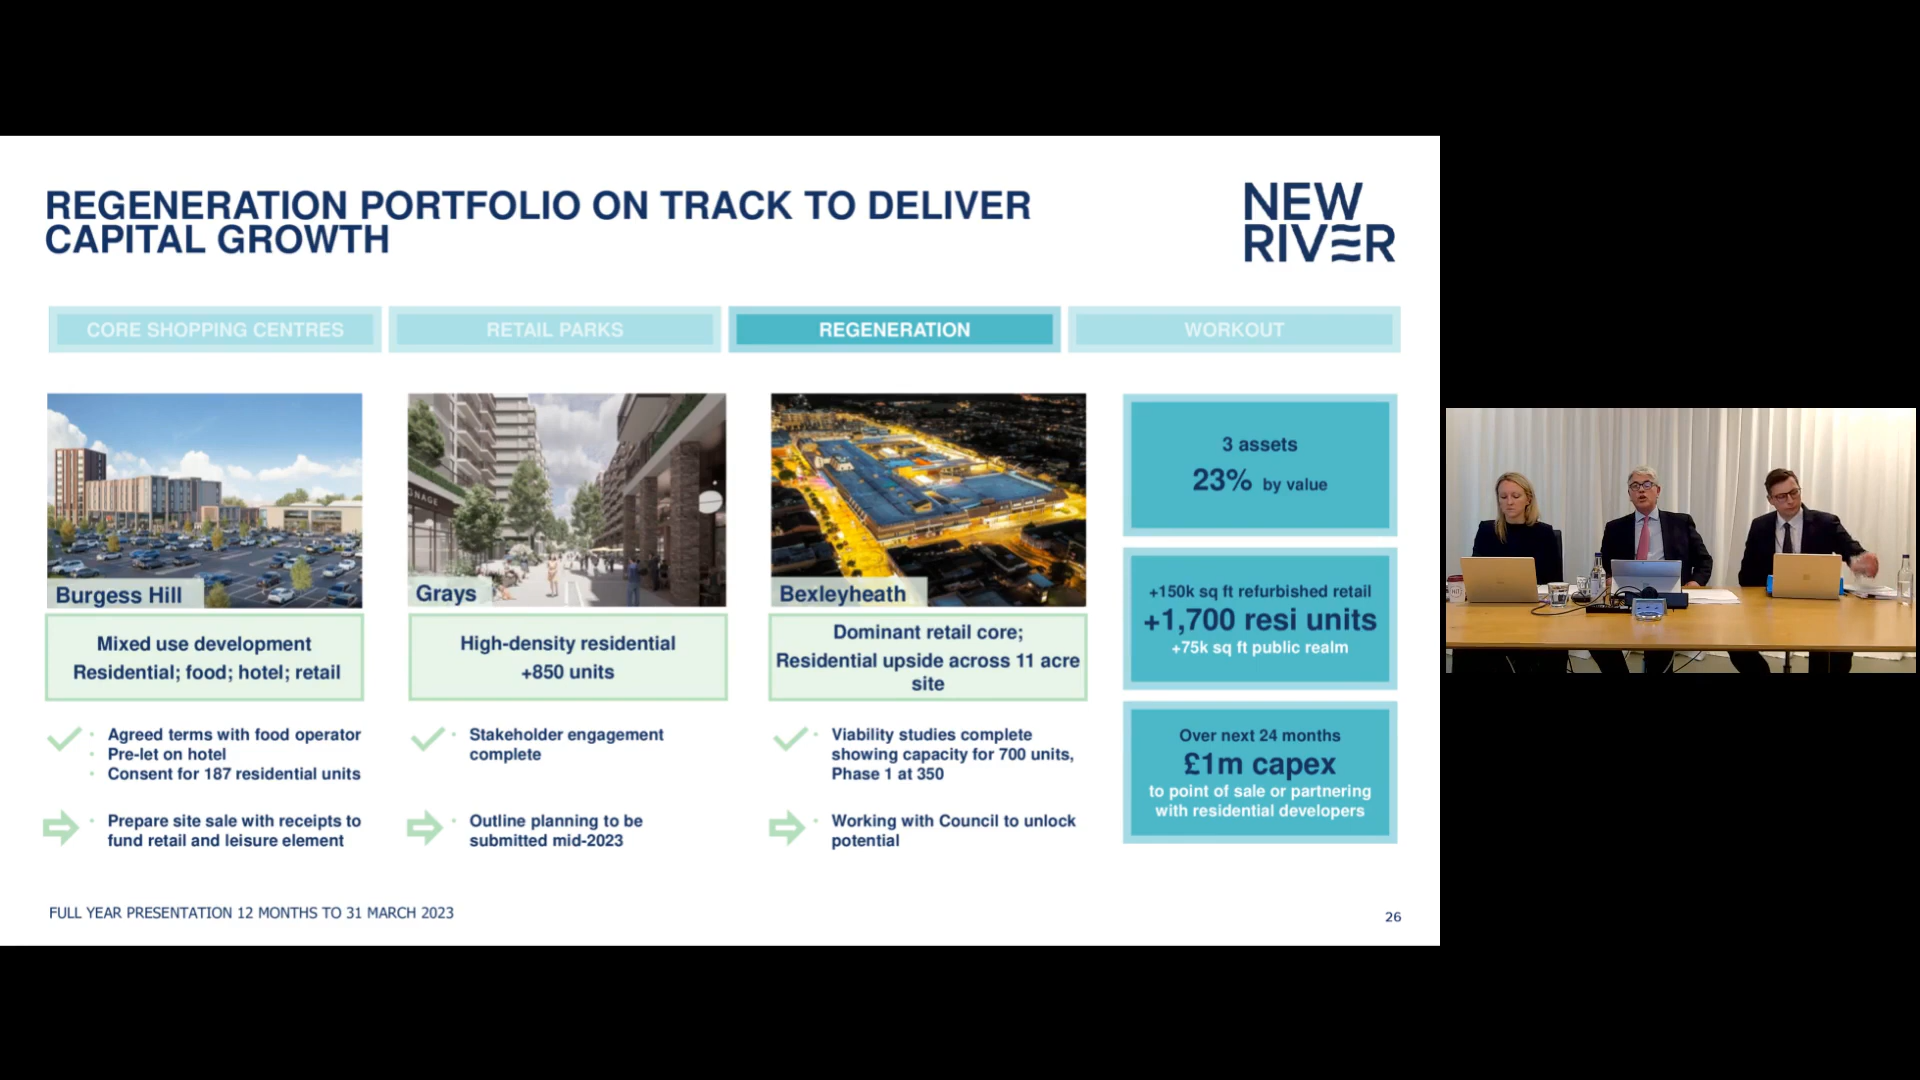 REGENERATION PORTFOLIO ON TRACK TO DELIVER
CAPITAL GROWTH
NEW
RIVER
CORE SHOPPING CENTRES
RETAIL PARKS
REGENERATION
WORKOUT
Burgess Hill
Mixed use development
Residential; food; hotel; retail
Agreed terms with food operator
Pre-let on hotel
Consent for 187 residential units
Prepare site sale with receipts to
fund retail and leisure element
NAGE
Grays
High-density residential
+850 units
Stakeholder engagement
complete
Outline planning to be
submitted mid-2023
Bexleyheath
Dominant retail core;
Residential upside across 11 acre
site
Viability studies complete
showing capacity for 700 units,
Phase 1 at 350
Working with Council to unlock
potential
3 assets
23% by value
+150k sq ft refurbished retail
+1,700 resi units
+75k sq ft public realm
Over next 24 months
£1m capex
to point of sale or partnering
with residential developers
FULL YEAR PRESENTATION 12 MONTHS TO 31 MARCH 2023
26